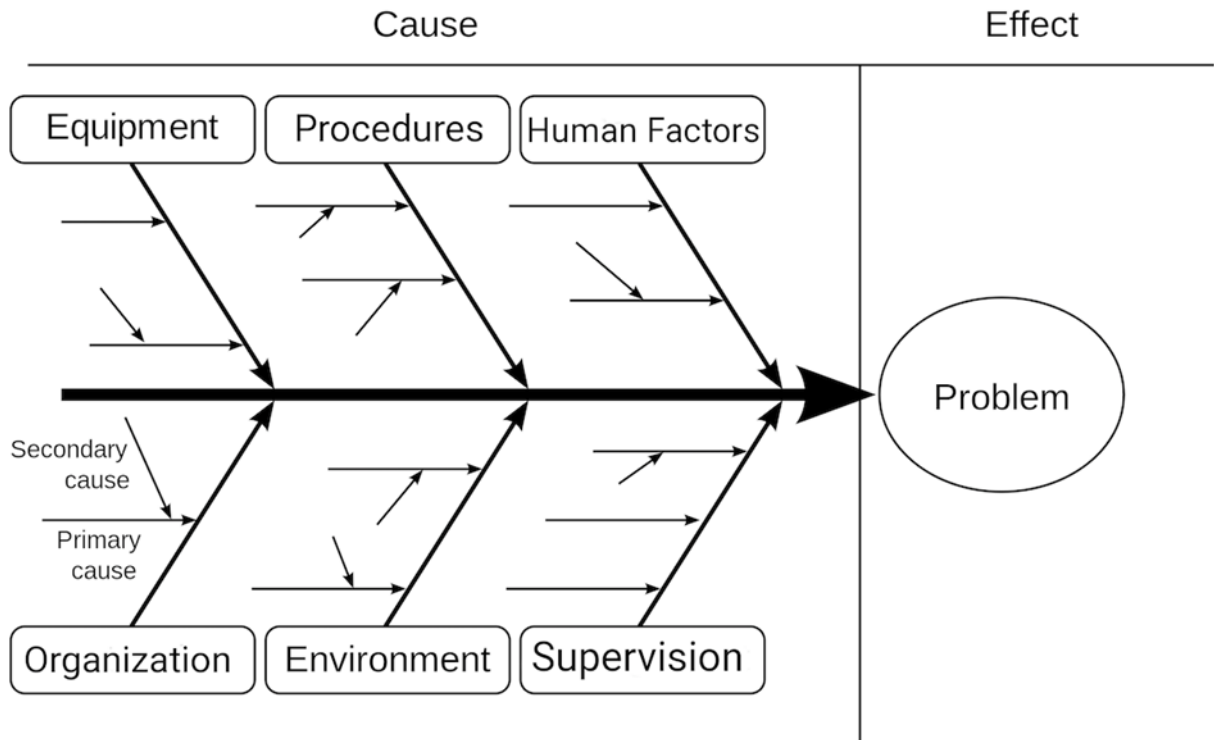 Cause
Effect
Equipment
Procedures
Human Factors
Problem
Secondary
cause
Primary
cause
Organization
Environment
Supervision